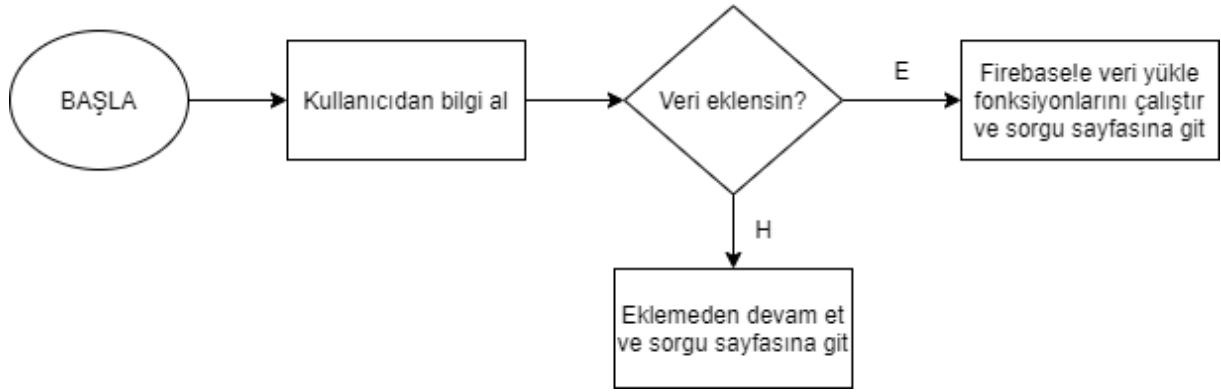 BAŞLA
Kullanıcıdan bilgi al
Veri eklensin?
E
Firebase!e veri yükle
fonksiyonlarını çalıştır
ve sorgu sayfasına git
H
Eklemeden devam et
ve sorgu sayfasına git